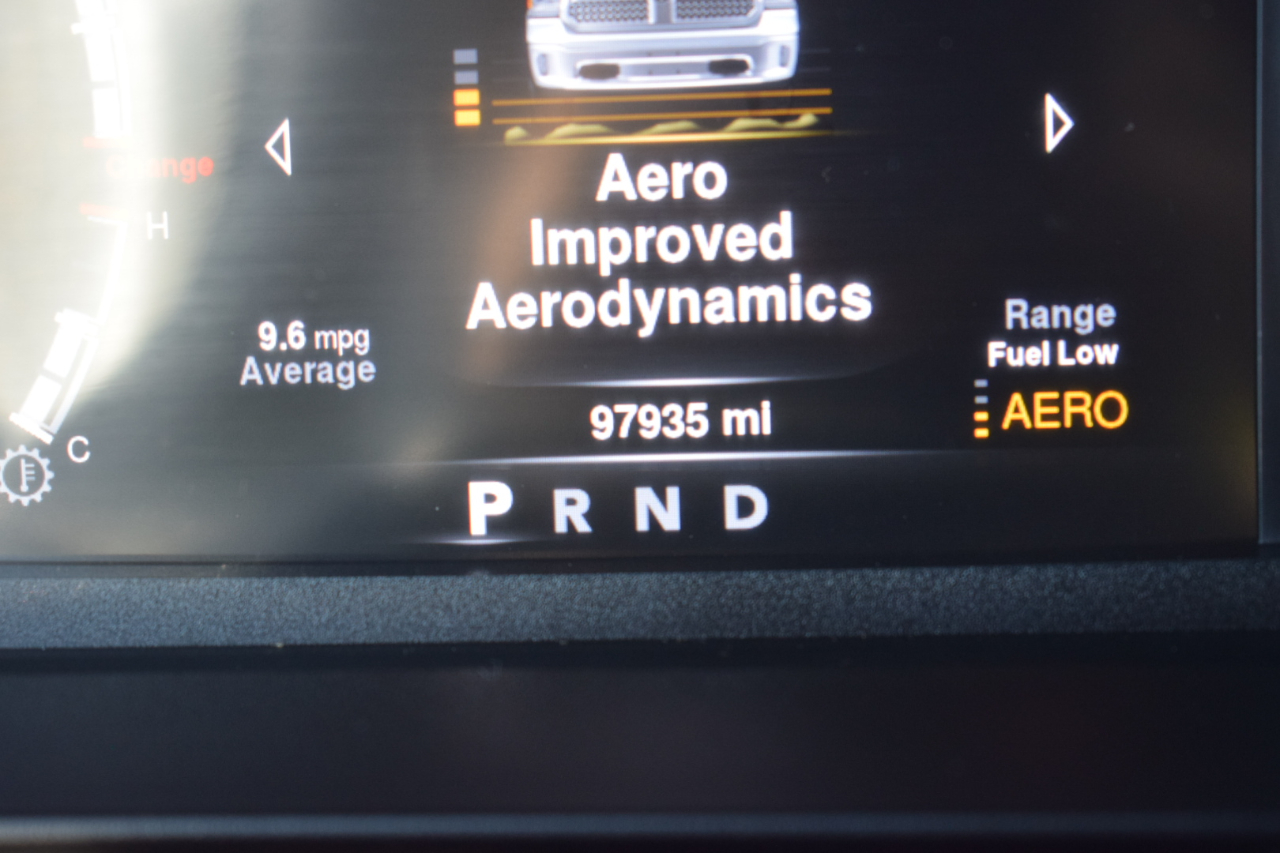 H
C
Aero
Improved
Aerodynamics
9.6 mpg
Average
Range
Fuel Low
AERO
97935 mi
P R N D